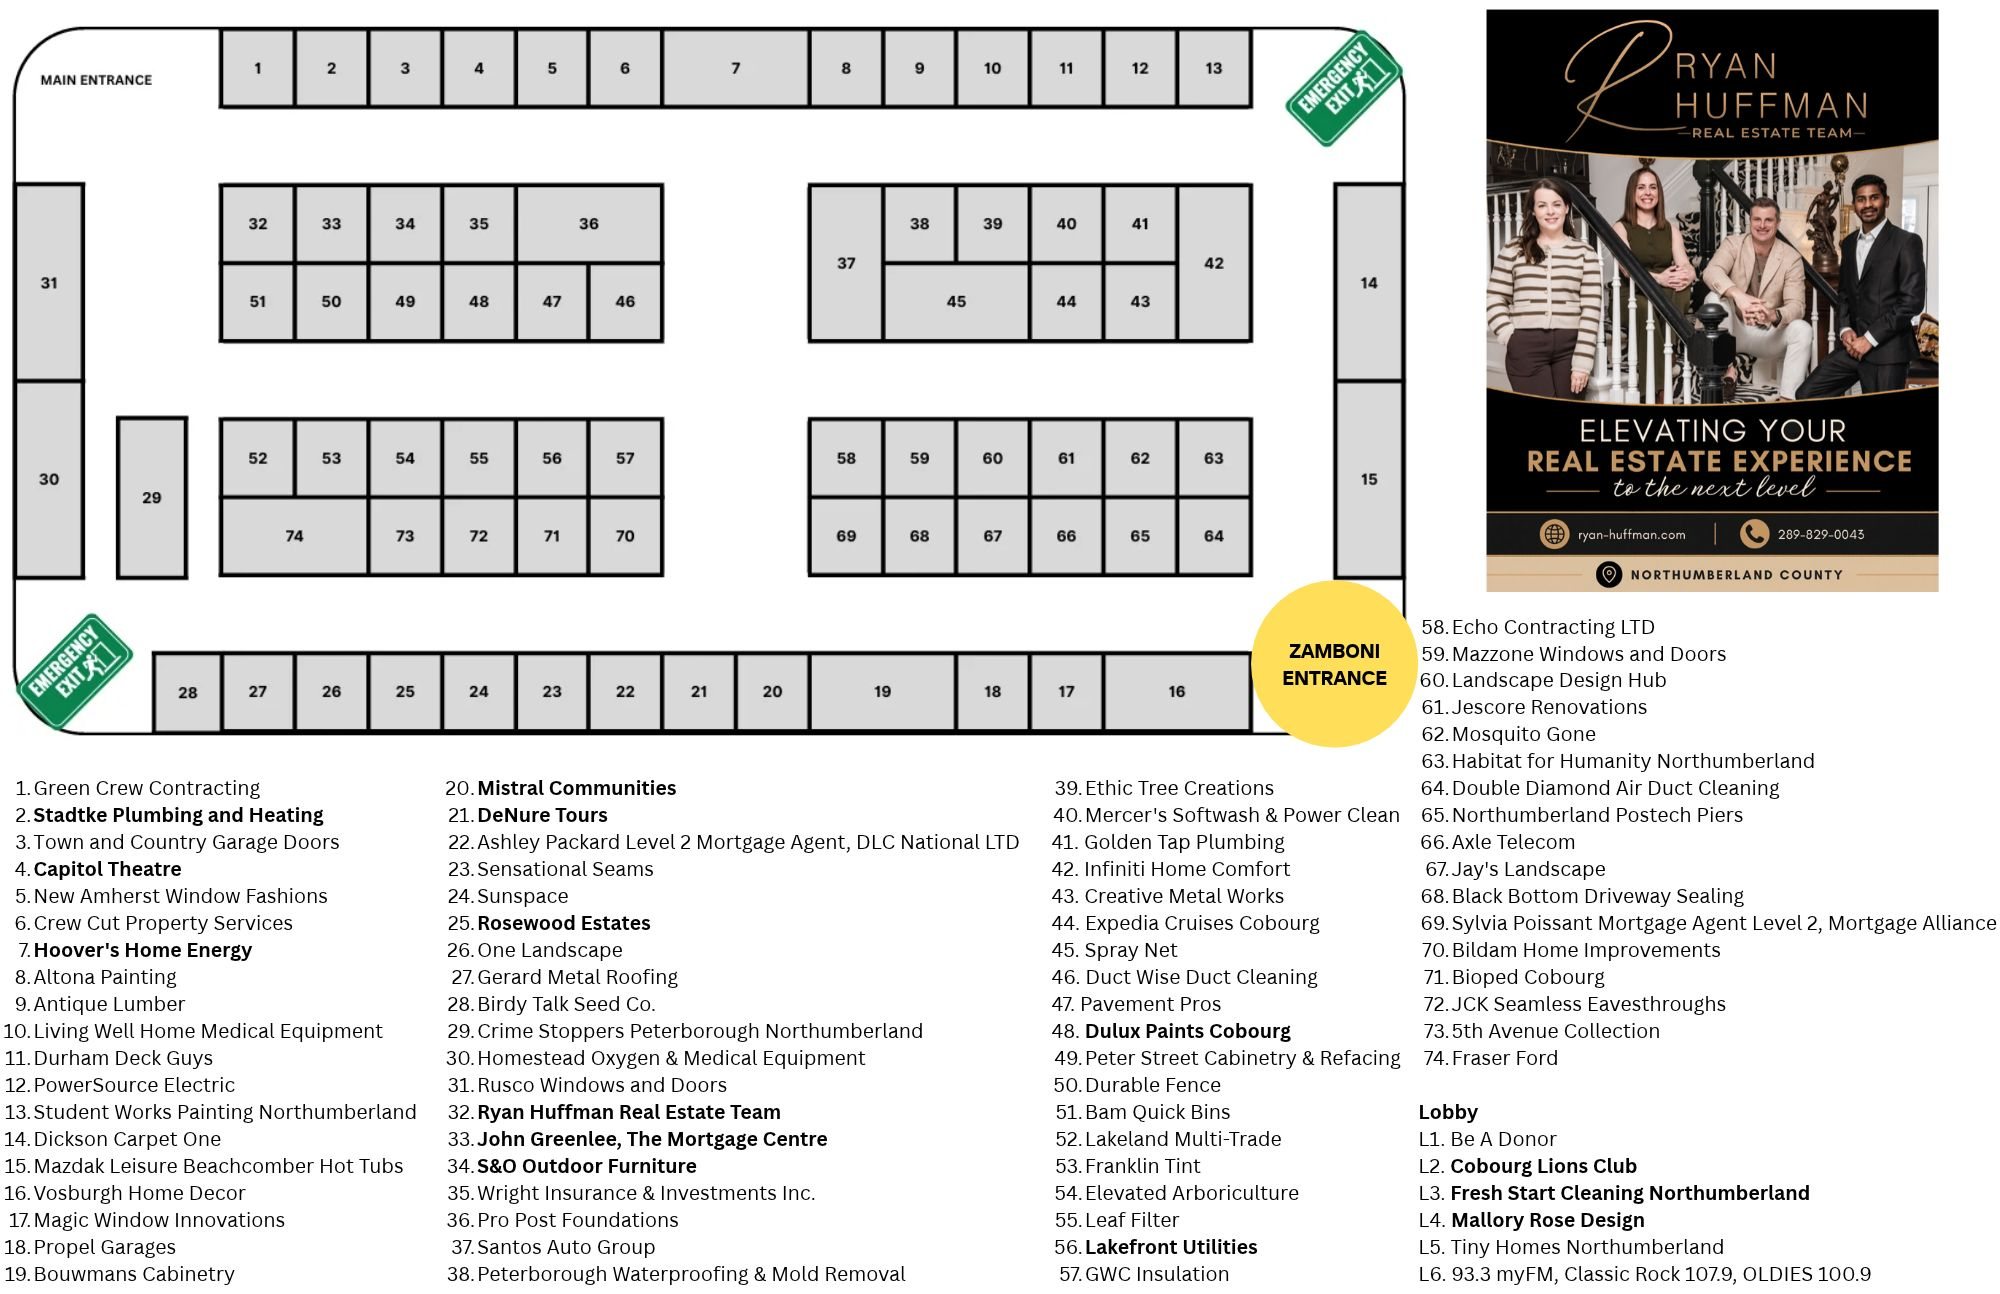 MAIN ENTRANCE
1 2 3 4 5 6 7 8 9 10 11 12 13
EMERGENCY
EXIT
32 33 34 35 36
51 50 49 48 47 46
37 38 39 40 41 42
45 44 43
31
30
29
14
15
52 53 54 55 56 57
74 73 72 71 70
58 59 60 61 62 63
69 68 67 66 65 64
EMERGENCY
EXIT
28 27 26 25 24 23 22 21 20 19 18 17 16
ZAMBONI
ENTRANCE
R RYAN
HUFFMAN
REAL ESTATE TEAM
ELEVATING YOUR
REAL ESTATE EXPERIENCE
to the next level
ryan-huffman.com | 289-829-0043
NORTHUMBERLAND COUNTY
1. Green Crew Contracting
2. Stadtke Plumbing and Heating
3. Town and Country Garage Doors
4. Capitol Theatre
5. New Amherst Window Fashions
6. Crew Cut Property Services
7. Hoover's Home Energy
8. Altona Painting
9. Antique Lumber
10. Living Well Home Medical Equipment
11. Durham Deck Guys
12. PowerSource Electric
13. Student Works Painting Northumberland
14. Dickson Carpet One
15. Mazdak Leisure Beachcomber Hot Tubs
16. Vosburgh Home Decor
17. Magic Window Innovations
18. Propel Garages
19. Bouwmans Cabinetry
20. Mistral Communities
21. DeNure Tours
22. Ashley Packard Level 2 Mortgage Agent, DLC National LTD
23. Sensational Seams
24. Sunspace
25. Rosewood Estates
26. One Landscape
27. Gerard Metal Roofing
28. Birdy Talk Seed Co.
29. Crime Stoppers Peterborough Northumberland
30. Homestead Oxygen & Medical Equipment
31. Rusco Windows and Doors
32. Ryan Huffman Real Estate Team
33. John Greenlee, The Mortgage Centre
34. S&O Outdoor Furniture
35. Wright Insurance & Investments Inc.
36. Pro Post Foundations
37. Santos Auto Group
38. Peterborough Waterproofing & Mold Removal
39. Ethic Tree Creations
40. Mercer's Softwash & Power Clean
41. Golden Tap Plumbing
42. Infiniti Home Comfort
43. Creative Metal Works
44. Expedia Cruises Cobourg
45. Spray Net
46. Duct Wise Duct Cleaning
47. Pavement Pros
48. Dulux Paints Cobourg
49. Peter Street Cabinetry & Refacing
50. Durable Fence
51. Bam Quick Bins
52. Lakeland Multi-Trade
53. Franklin Tint
54. Elevated Arboriculture
55. Leaf Filter
56. Lakefront Utilities
57. GWC Insulation
58. Echo Contracting LTD
59. Mazzone Windows and Doors
60. Landscape Design Hub
61. Jescore Renovations
62. Mosquito Gone
63. Habitat for Humanity Northumberland
64. Double Diamond Air Duct Cleaning
65. Northumberland Postech Piers
66. Axle Telecom
67. Jay's Landscape
68. Black Bottom Driveway Sealing
69. Sylvia Poissant Mortgage Agent Level 2, Mortgage Alliance
70. Bildam Home Improvements
71. Bioped Cobourg
72. JCK Seamless Eavesthroughs
73. 5th Avenue Collection
74. Fraser Ford
Lobby
L1. Be A Donor
L2. Cobourg Lions Club
L3. Fresh Start Cleaning Northumberland
L4. Mallory Rose Design
L5. Tiny Homes Northumberland
L6. 93.3 myFM, Classic Rock 107.9, OLDIES 100.9